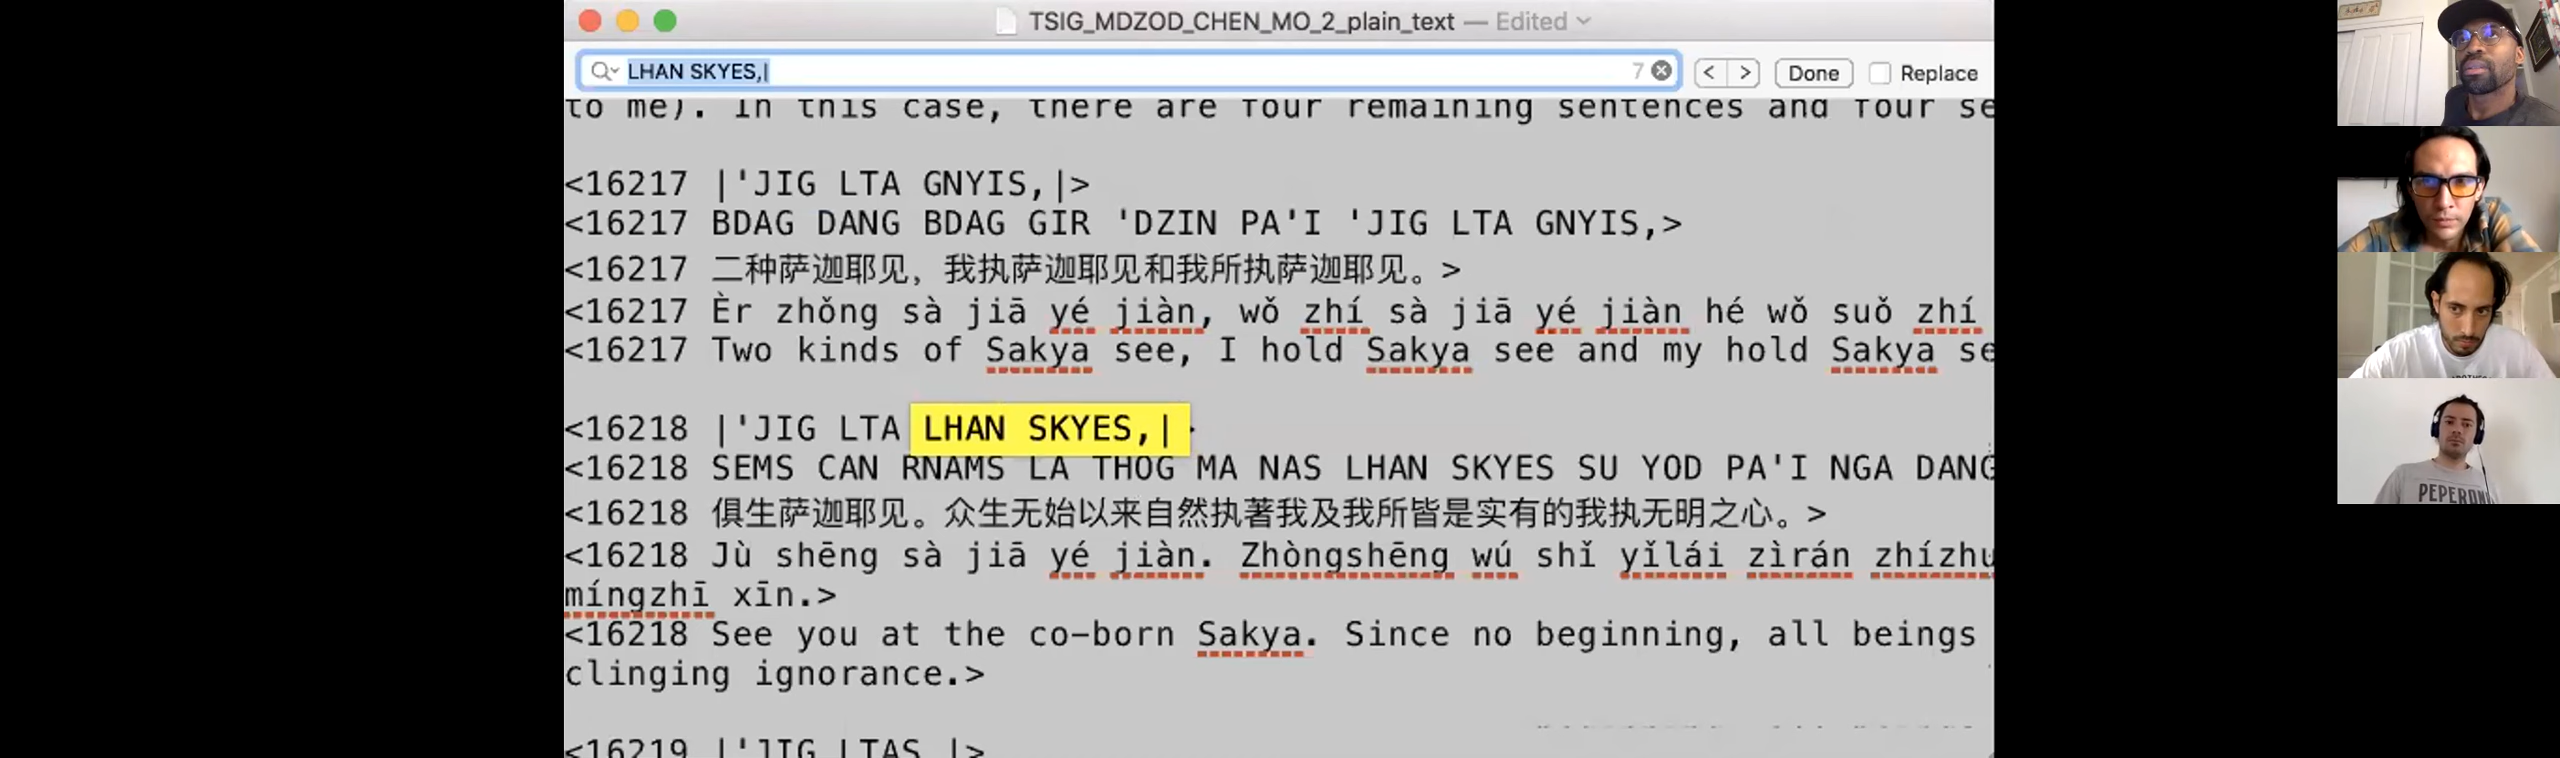 TSIG_MDZOD_CHEN_MO_2_plain_text — Edited
LHAN SKYES,| 7 Done Replace
to me). In this case, there are four remaining sentences and four se
<16217 |'JIG LTA GNYIS,|>
<16217 BDAG DANG BDAG GIR 'DZIN PA'I 'JIG LTA GNYIS,>
<16217 二种萨迦耶见，我执萨迦耶见和我所执萨迦耶见。>
<16217 Èr zhǒng sà jiā yé jiàn, wǒ zhí sà jiā yé jiàn hé wǒ suǒ zhí
<16217 Two kinds of Sakya see, I hold Sakya see and my hold Sakya se
<16218 |'JIG LTA LHAN SKYES,|
<16218 SEMS CAN RNAMS LA THOG MA NAS LHAN SKYES SU YOD PA'I NGA DANG
<16218 俱生萨迦耶见。众生无始以来自然执著我及我所皆是实有的我执无明之心。>
<16218 Jù shēng sà jiā yé jiàn. Zhòngshēng wú shǐ yǐlái zìrán zhízhu
míngzhī xīn.>
<16218 See you at the co-born Sakya. Since no beginning, all beings
clinging ignorance.>
<16219 |'JIG LTAS |>
PEPERON